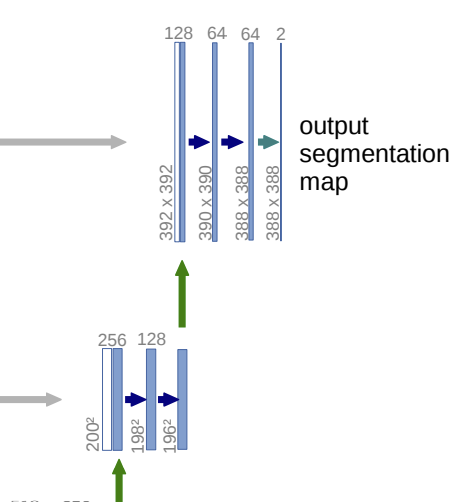 128 64 64 2
392 x 392
390 x 390
388 x 388
388 x 388
output
segmentation
map
256 128
200²
198²
196²